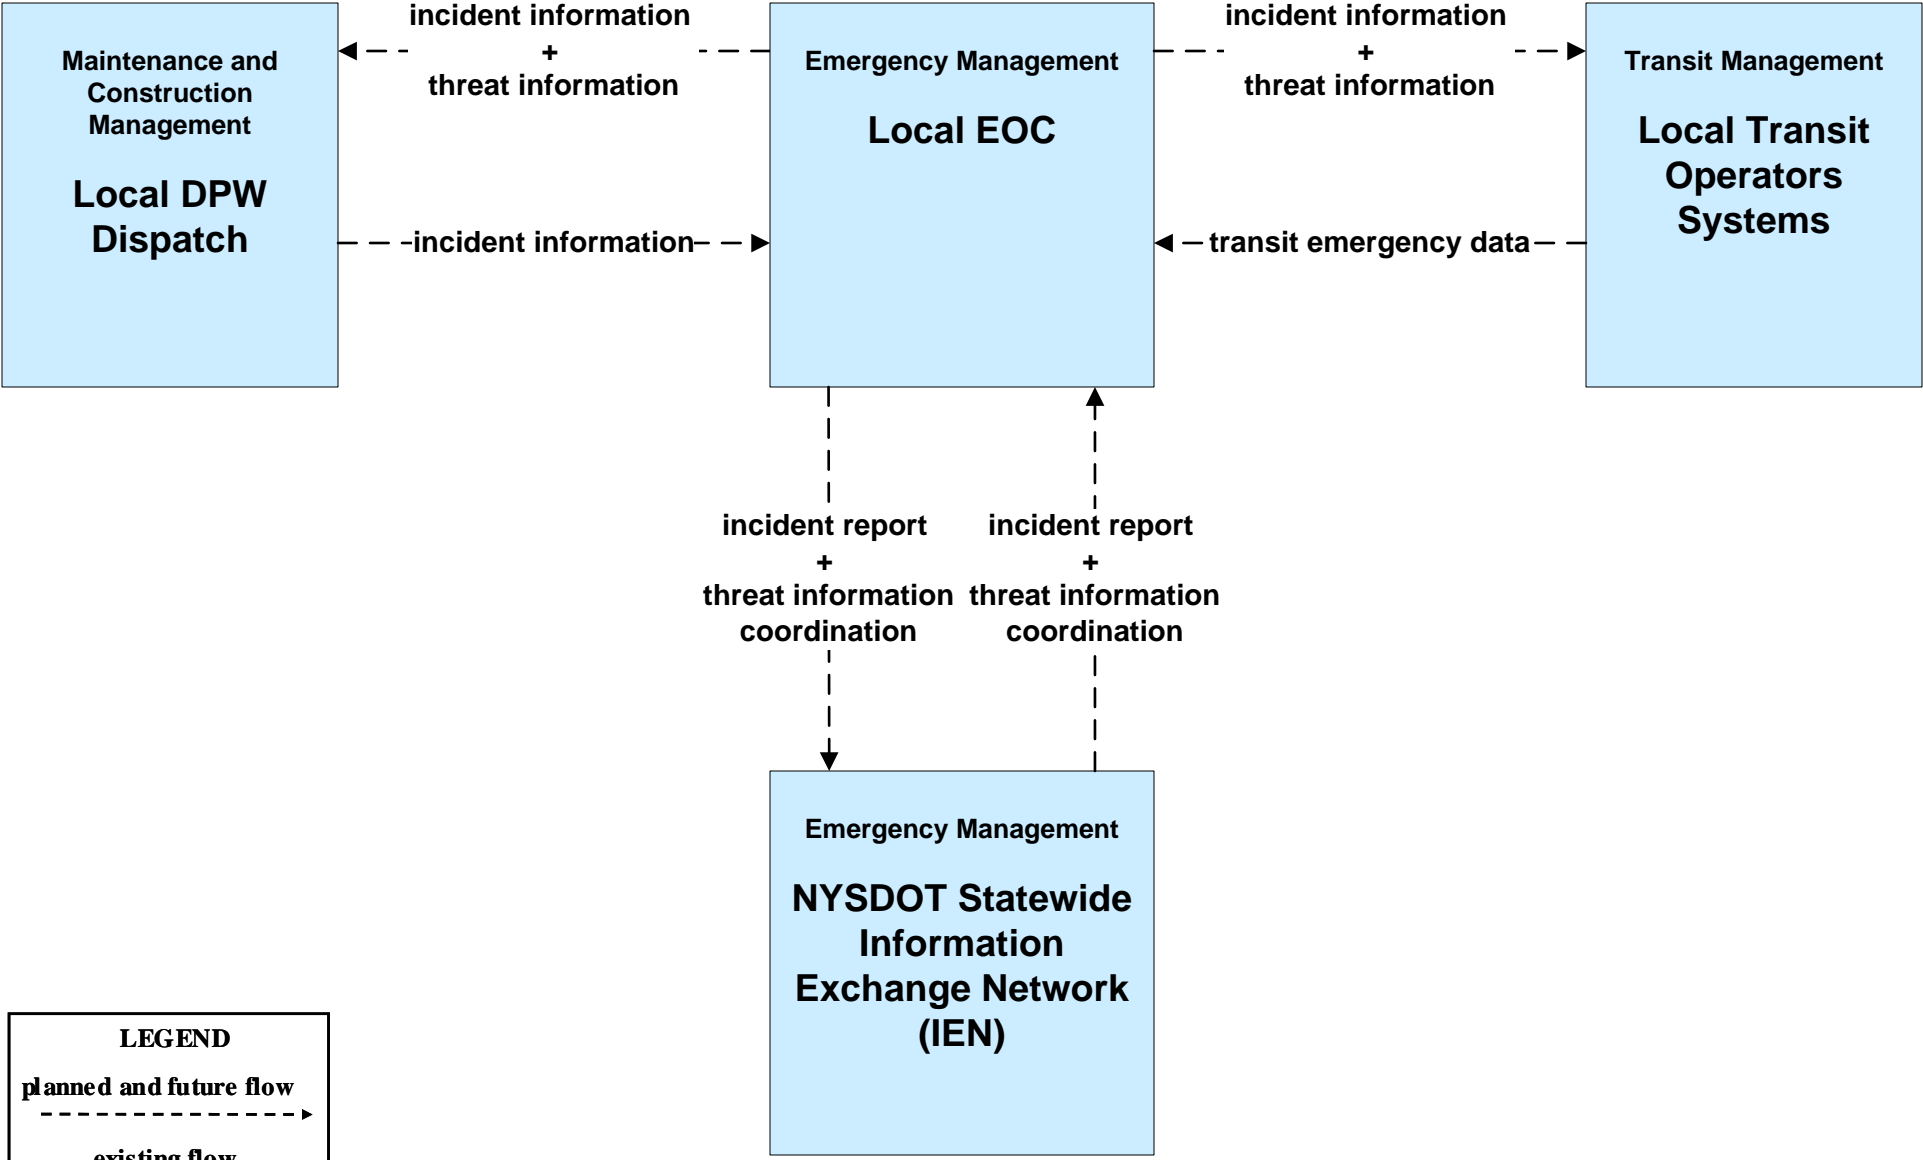 Maintenance and
Construction
Management
Local DPW
Dispatch
incident information
+
threat information
incident information
Emergency Management
Local EOC
incident information
+
threat information
transit emergency data
Transit Management
Local Transit
Operators
Systems
incident report
+
threat information
coordination
incident report
+
threat information
coordination
Emergency Management
NYSDOT Statewide
Information
Exchange Network
(IEN)
LEGEND
planned and future flow
existing flow